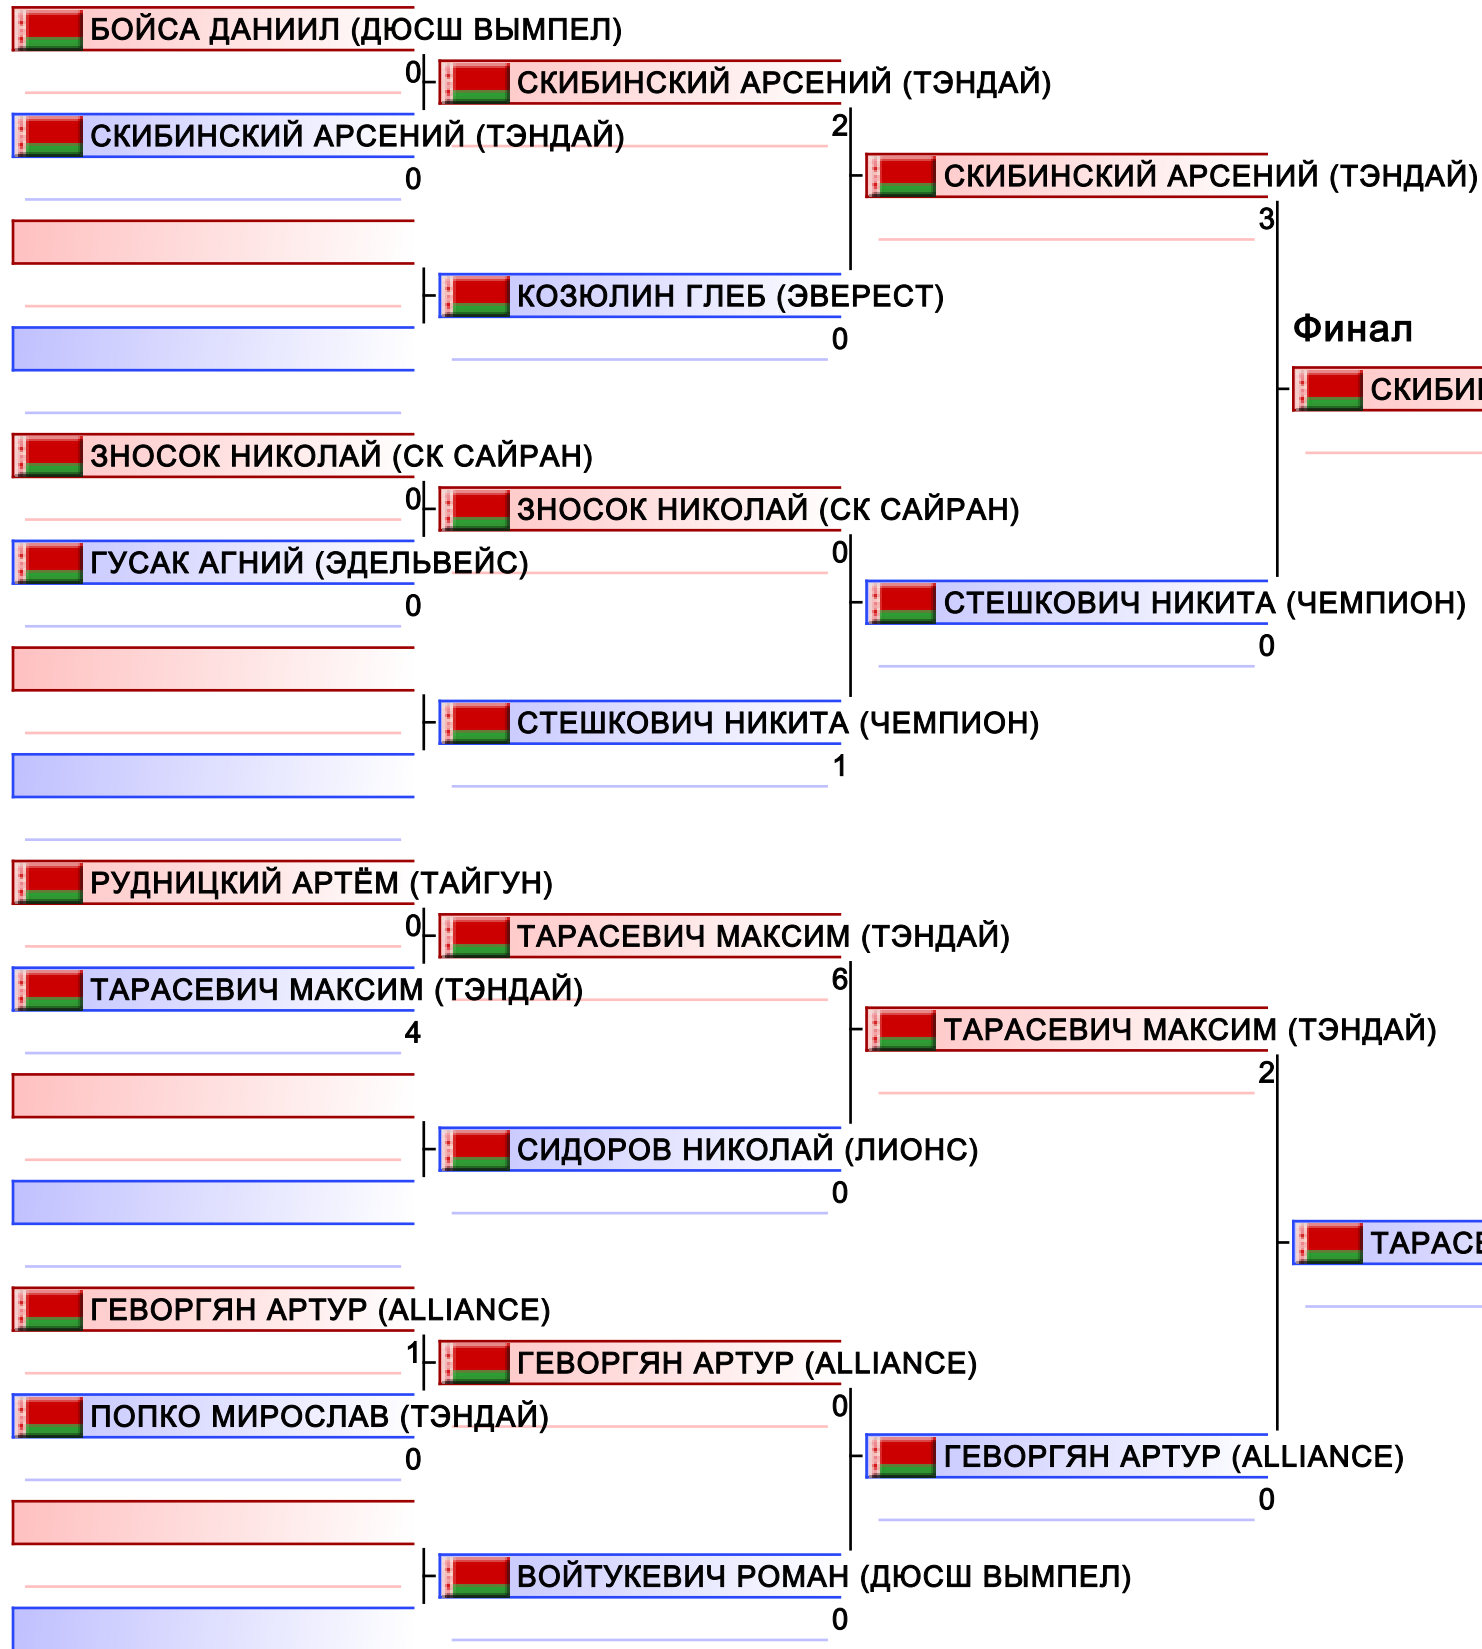 БОЙСА ДАНИИЛ (ДЮСШ ВЫМПЕЛ)
0
СКИБИНСКИЙ АРСЕНИЙ (ТЭНДАЙ)
0
ЗНОСОК НИКОЛАЙ (СК САЙРАН)
0
ГУСАК АГНИЙ (ЭДЕЛЬВЕЙС)
0
РУДНИЦКИЙ АРТЁМ (ТАЙГУН)
0
ТАРАСЕВИЧ МАКСИМ (ТЭНДАЙ)
4
ГЕВОРГЯН АРТУР (ALLIANCE)
1
ПОПКО МИРОСЛАВ (ТЭНДАЙ)
0
СКИБИНСКИЙ АРСЕНИЙ (ТЭНДАЙ)
2
КОЗЮЛИН ГЛЕБ (ЭВЕРЕСТ)
0
ЗНОСОК НИКОЛАЙ (СК САЙРАН)
0
СТЕШКОВИЧ НИКИТА (ЧЕМПИОН)
1
ТАРАСЕВИЧ МАКСИМ (ТЭНДАЙ)
6
СИДОРОВ НИКОЛАЙ (ЛИОНС)
0
ГЕВОРГЯН АРТУР (ALLIANCE)
0
ВОЙТУКЕВИЧ РОМАН (ДЮСШ ВЫМПЕЛ)
0
СКИБИНСКИЙ АРСЕНИЙ (ТЭНДАЙ)
3
СТЕШКОВИЧ НИКИТА (ЧЕМПИОН)
0
ТАРАСЕВИЧ МАКСИМ (ТЭНДАЙ)
2
ГЕВОРГЯН АРТУР (ALLIANCE)
0
Финал